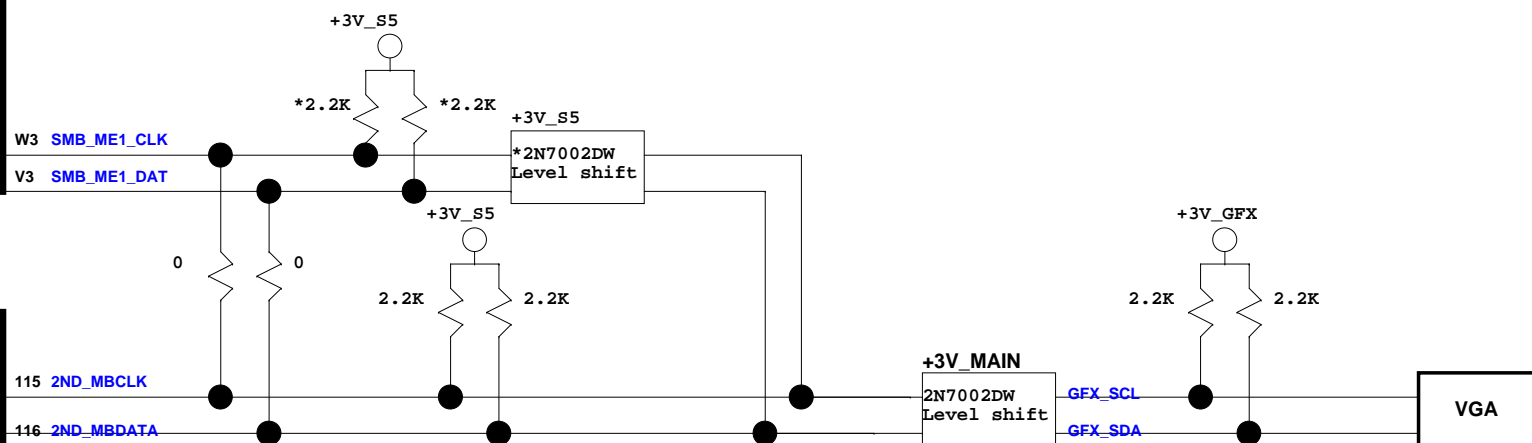 +3V_S5
*2.2K *2.2K
+3V_S5
W3 SMB_ME1_CLK
*2N7002DW
Level shift
V3 SMB_ME1_DAT
+3V_S5
+3V_GFX
0 0
2.2K 2.2K
2.2K 2.2K
+3V_MAIN
115 2ND_MBCLK
2N7002DW
Level shift
GFX_SCL
VGA
116 2ND_MBDATA
GFX_SDA